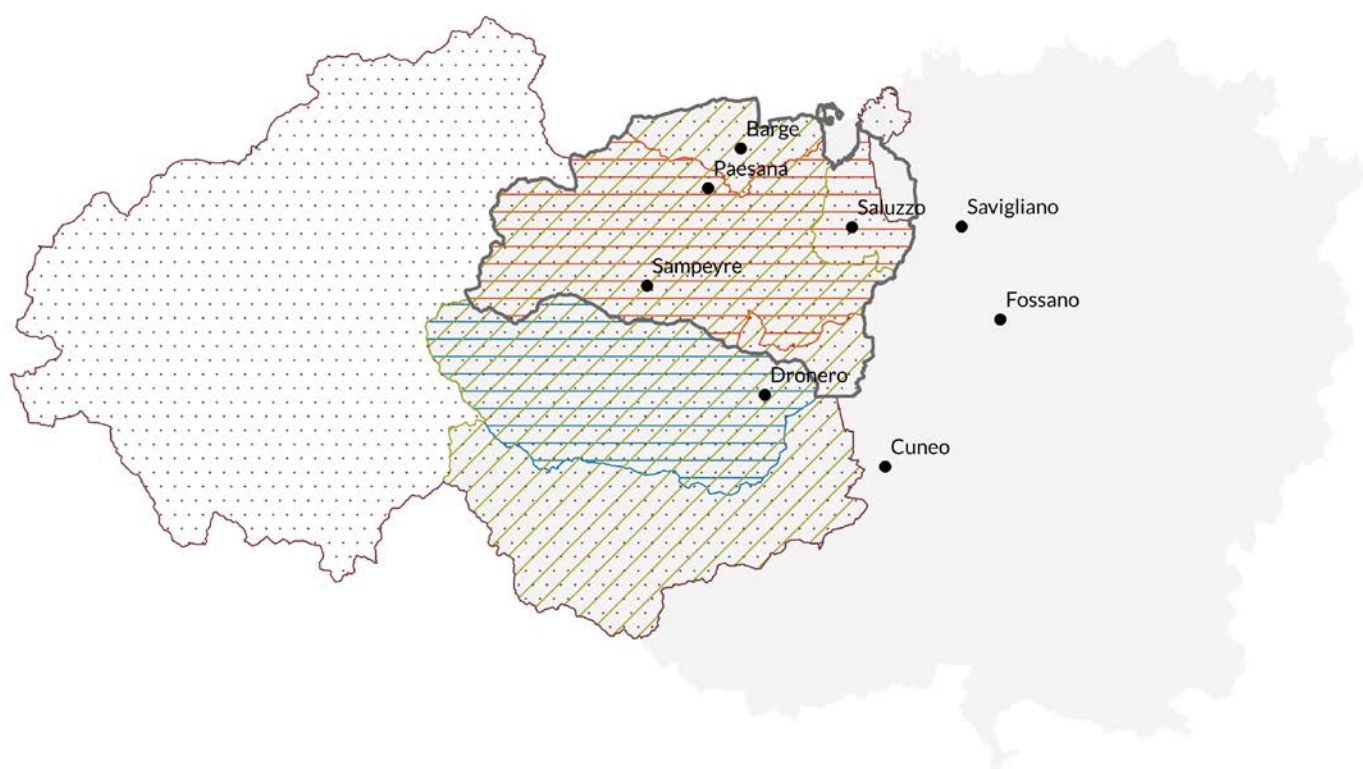 Barge
Paesana
Saluzzo
Savigliano
Sampeyre
Fossano
Dronero
Cuneo